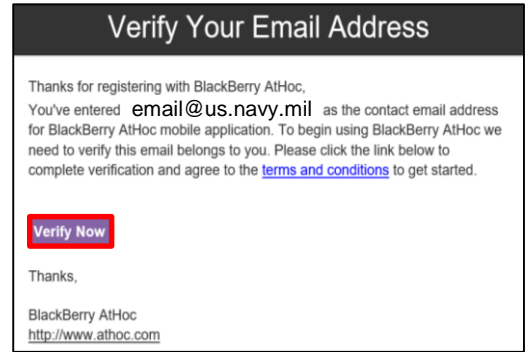 Verify Your Email Address
Thanks for registering with BlackBerry AtHoc,
You've entered email@us.navy.mil as the contact email address
for BlackBerry AtHoc mobile application. To begin using BlackBerry AtHoc we
need to verify this email belongs to you. Please click the link below to
complete verification and agree to the terms and conditions to get started.
Verify Now
Thanks,
BlackBerry AtHoc
http://www.athoc.com